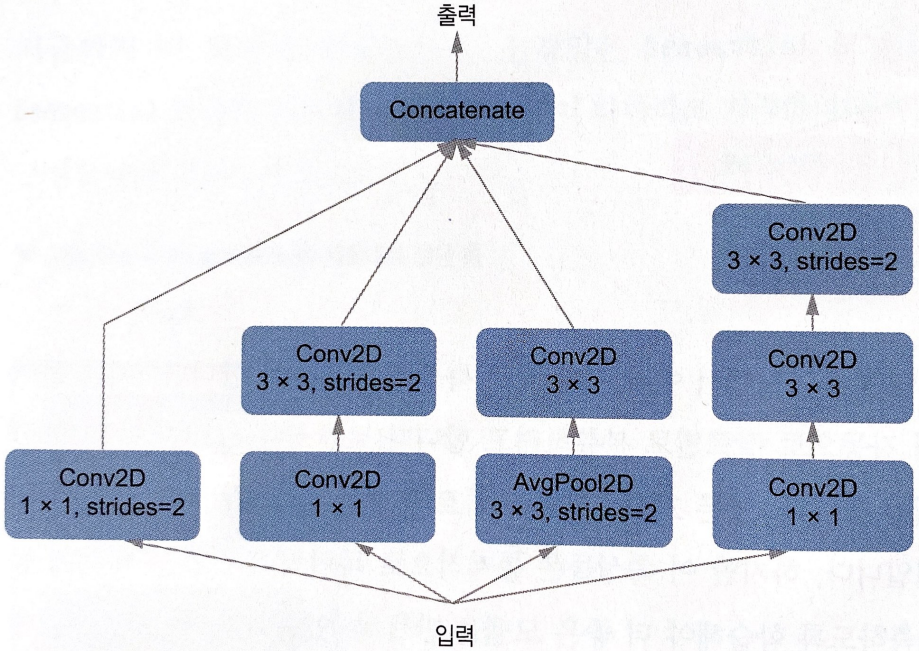 출력
Concatenate
Conv2D
3 × 3, strides=2
Conv2D
3 × 3, strides=2
Conv2D
3 × 3
Conv2D
3 × 3
Conv2D
1 × 1, strides=2
Conv2D
1 × 1
AvgPool2D
3 × 3, strides=2
Conv2D
1 × 1
입력